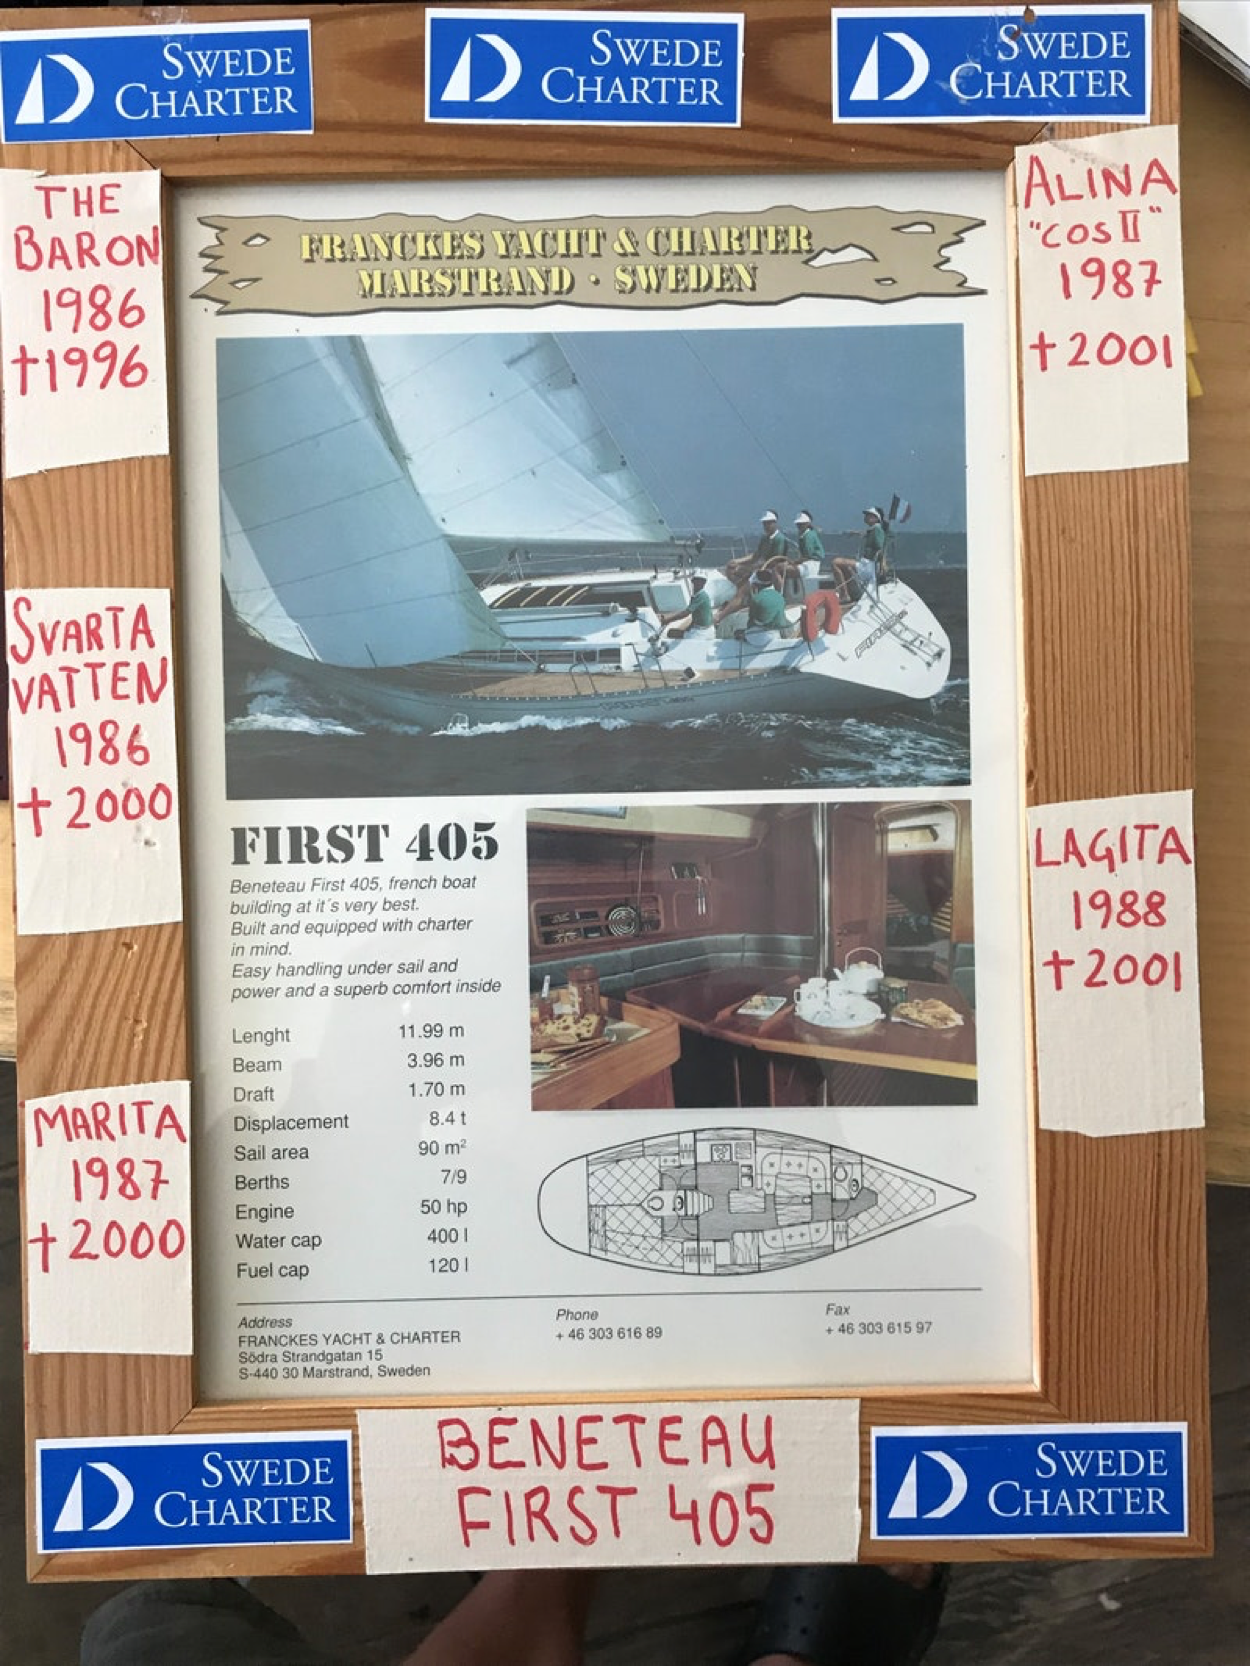 SWEDE
CHARTER
SWEDE
CHARTER
SWEDE
CHARTER
THE
BARON
1986
†1996
ALINA
"COS II"
1987
†2001
FRANCKES YACHT & CHARTER
MARSTRAND · SWEDEN
SVARTA
VATTEN
1986
†2000
LAGITA
1988
†2001
MARITA
1987
†2000
FIRST
FIRST 405
Beneteau First 405, french boat
building at it´s very best.
Built and equipped with charter
in mind.
Easy handling under sail and
power and a superb comfort inside
Lenght 11.99 m
Beam 3.96 m
Draft 1.70 m
Displacement 8.4 t
Sail area 90 m²
Berths 7/9
Engine 50 hp
Water cap 400 l
Fuel cap 120 l
Address
FRANCKES YACHT & CHARTER
Södra Strandgatan 15
S-440 30 Marstrand, Sweden
Phone
+ 46 303 616 89
Fax
+ 46 303 615 97
SWEDE
CHARTER
BENETEAU
FIRST 405
SWEDE
CHARTER